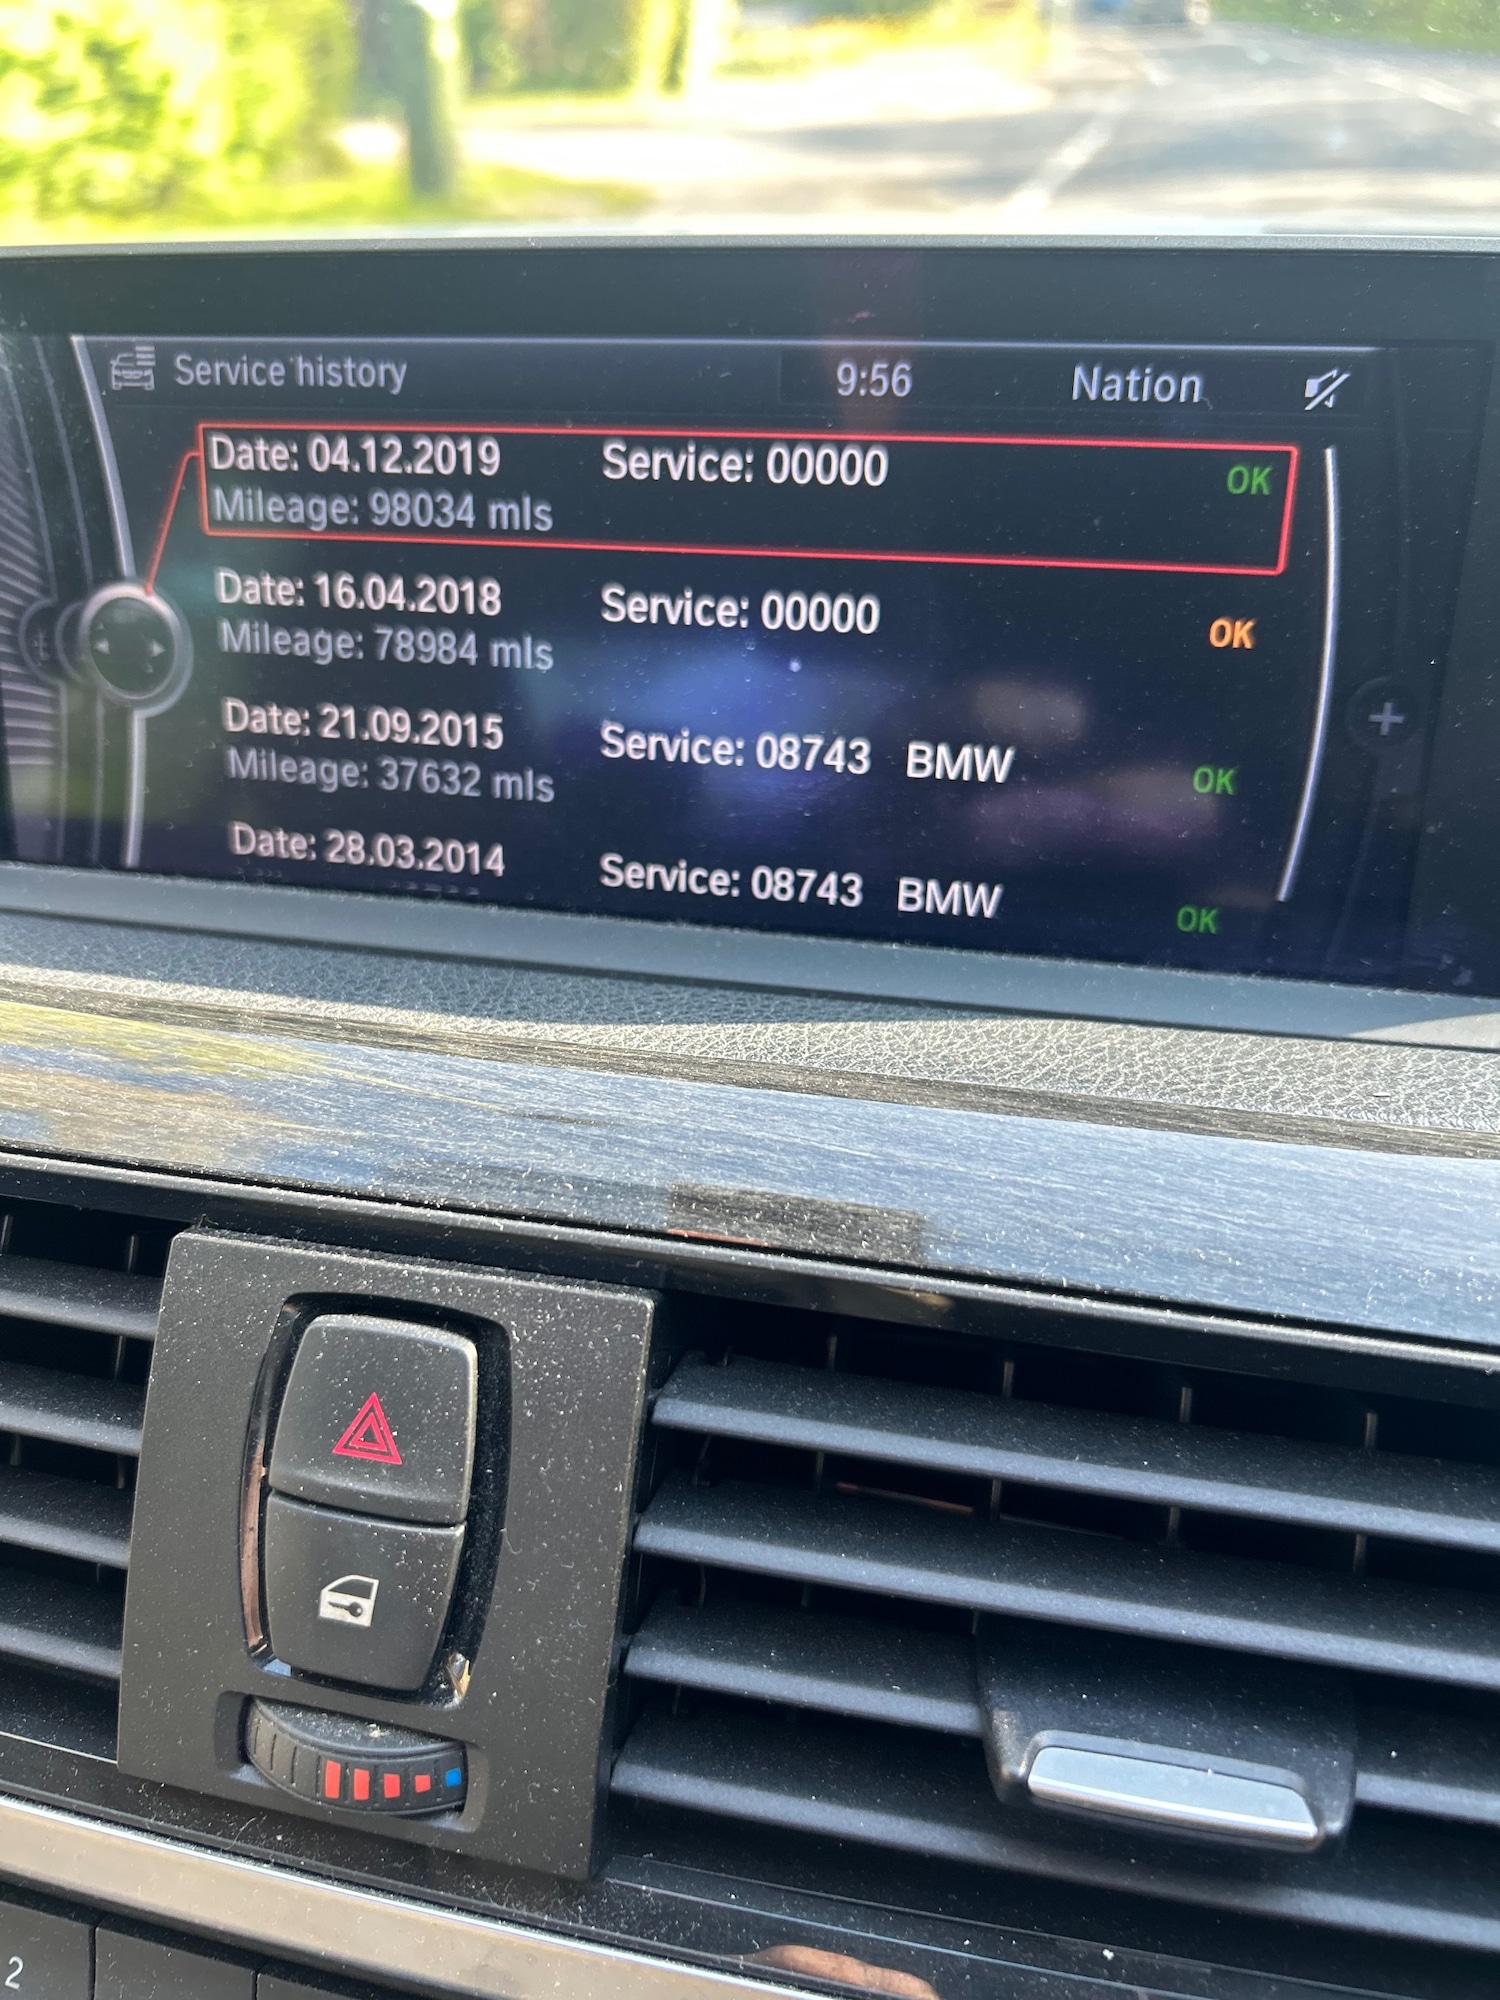 Service history 9:56 Nation
Date: 04.12.2019 Service: 00000 OK
Mileage: 98034 mls
Date: 16.04.2018 Service: 00000 OK
Mileage: 78984 mls
Date: 21.09.2015 Service: 08743 BMW OK
Mileage: 37632 mls
Date: 28.03.2014 Service: 08743 BMW OK
2